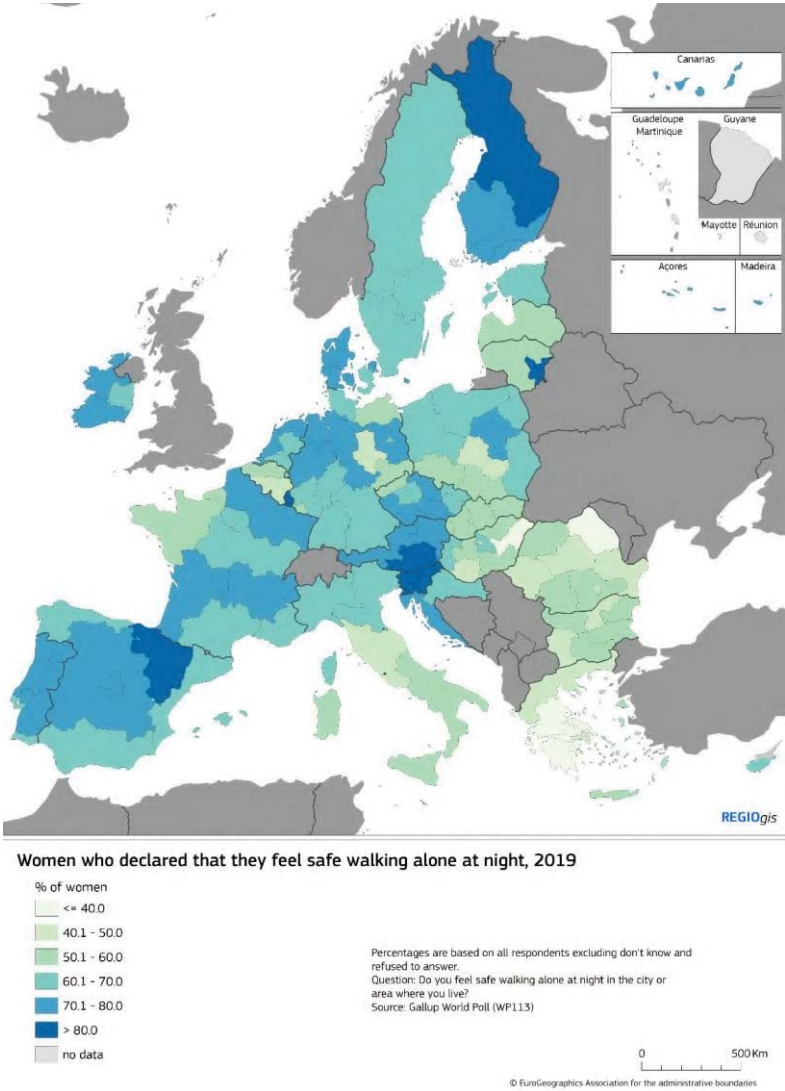 Canarias
Guadeloupe
Martinique
Guyane
Mayotte
Réunion
Açores
Madeira
REGIOgis
Women who declared that they feel safe walking alone at night, 2019
% of women
<= 40.0
40.1 - 50.0
50.1 - 60.0
60.1 - 70.0
70.1 - 80.0
> 80.0
no data
Percentages are based on all respondents excluding don't know and
refused to answer.
Question: Do you feel safe walking alone at night in the city or
area where you live?
Source: Gallup World Poll (WP113)
0 500 Km
© EuroGeographics Association for the administrative boundaries